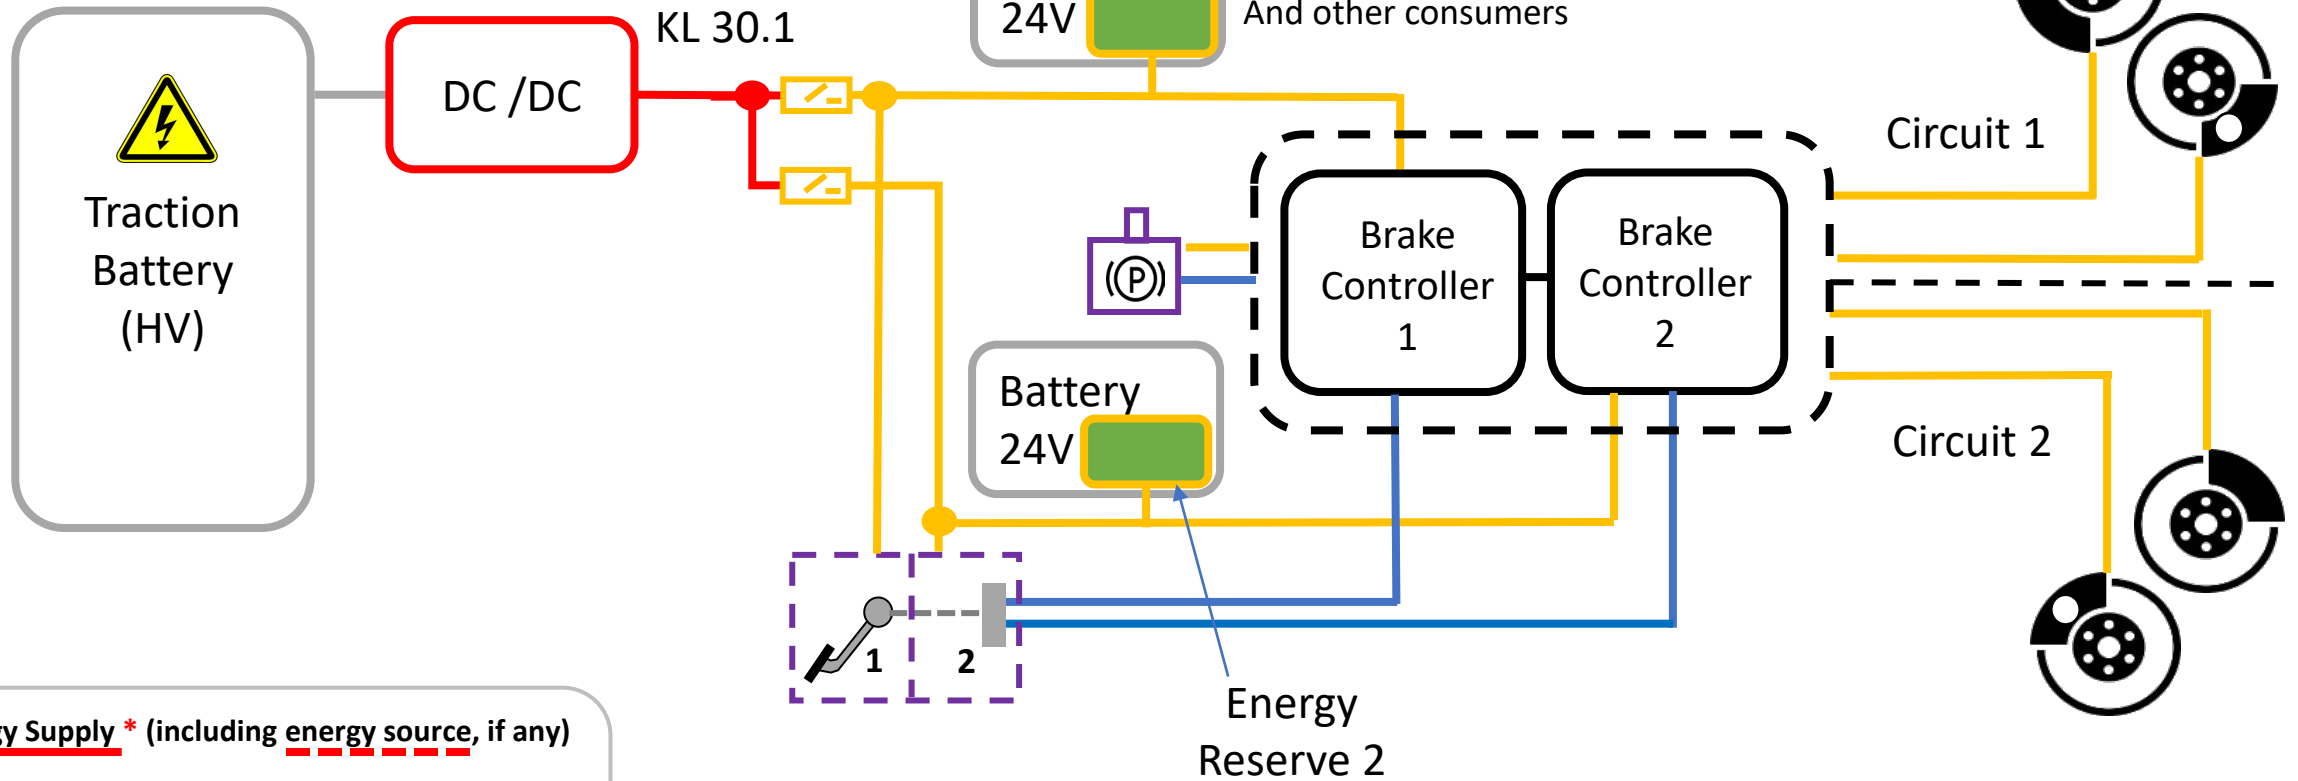 KL 30.1
24V
And other consumers
DC /DC
Traction
Battery
(HV)
Circuit 1
Brake
Controller
1
Brake
Controller
2
(P)
Battery
24V
Circuit 2
1
2
Energy
Reserve 2
Supply * (including energy source, if any)